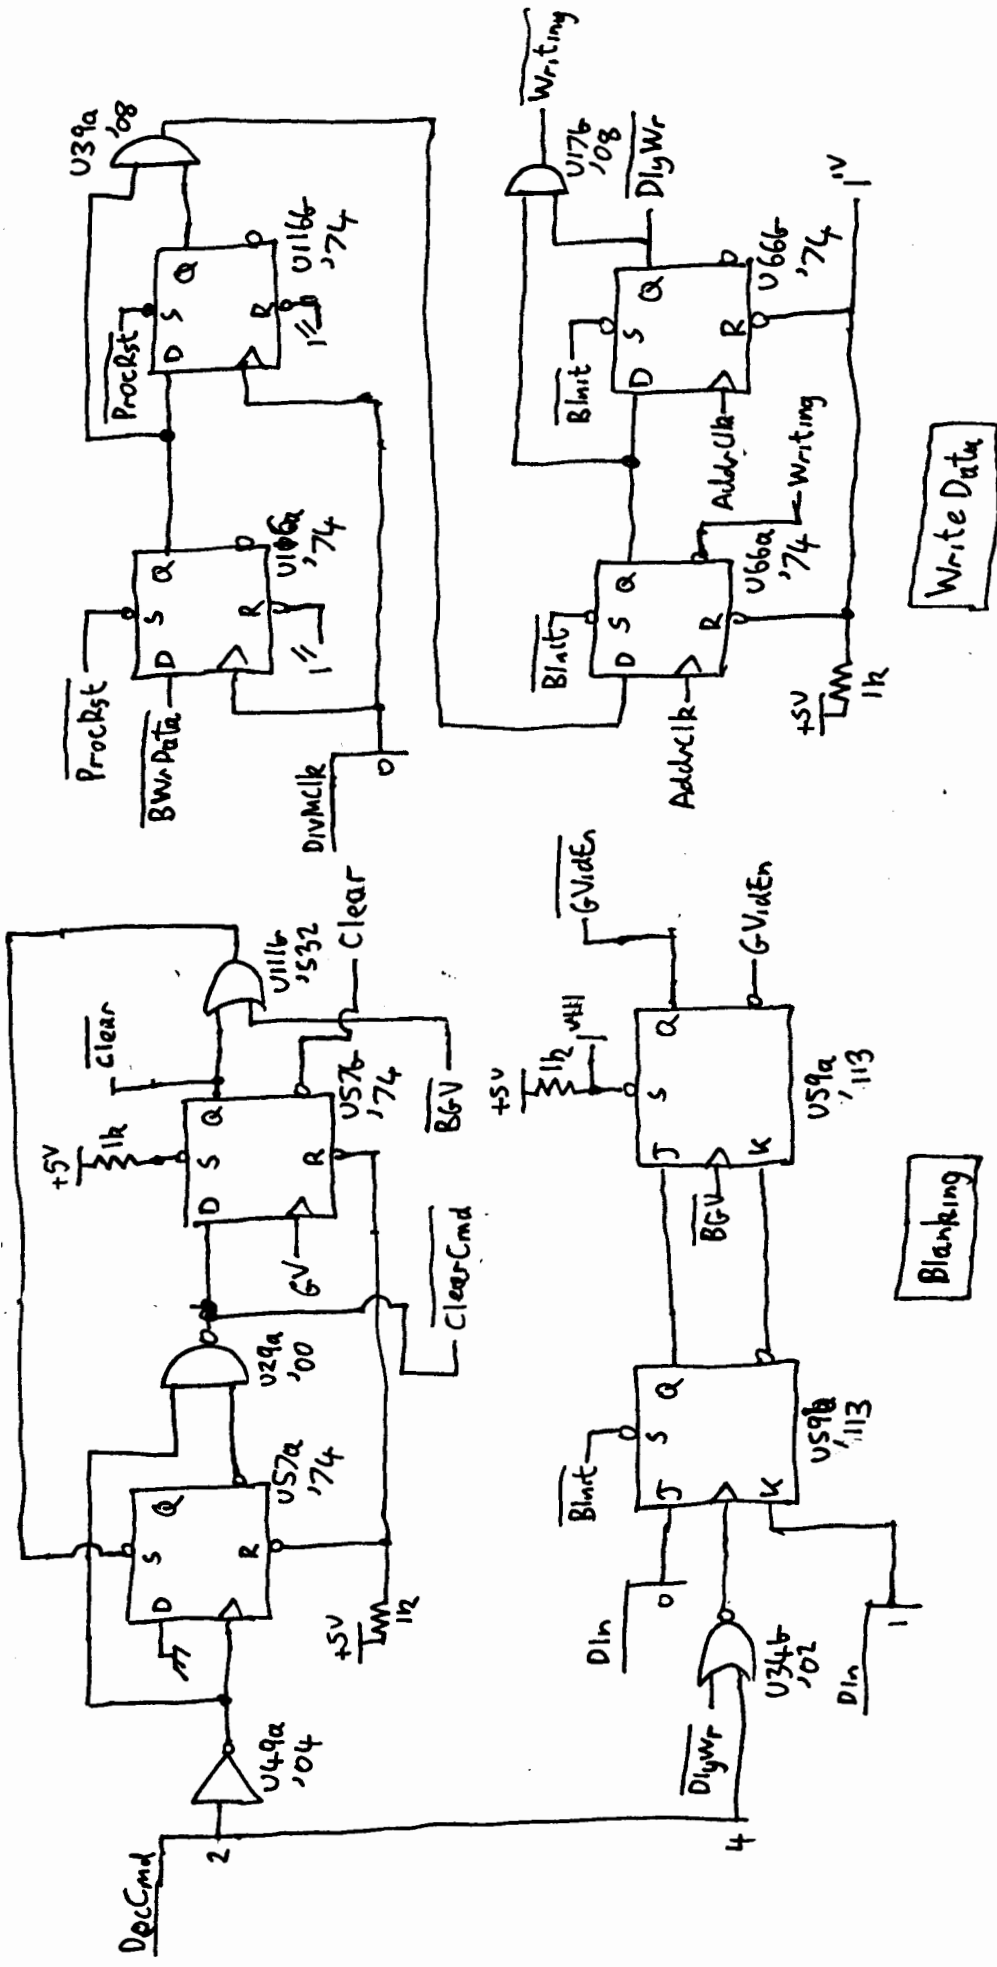 DecCmd
2
4
U49a
'04
D
S
Q
R
U57a
'74
+5V
1k
U29a
'00
ClearCmd
GV
D
S
Q
R
U57b
'74
+5V
1k
Clear
U11b
'S32
BGV
Clear
DlyWr
U34b
'02
DIn
0
DIn
1
BInit
J
S
Q
K
U59b
'113
BGV
J
S
Q
K
U59a
'113
+5V
1k
GVidEn
GVidEn
Blanking
ProcRst
BWrData
DivMClk
0
D
S
Q
R
1
'74
ProcRst
D
S
Q
R
1
U116b
'74
U39a
'08
AddrClk
BInit
D
S
Q
R
U66a
'74
Writing
+5V
1k
AddrClk
BInit
D
S
Q
R
U66b
'74
U17b
'08
Writing
DlyWr
1V
Write Data